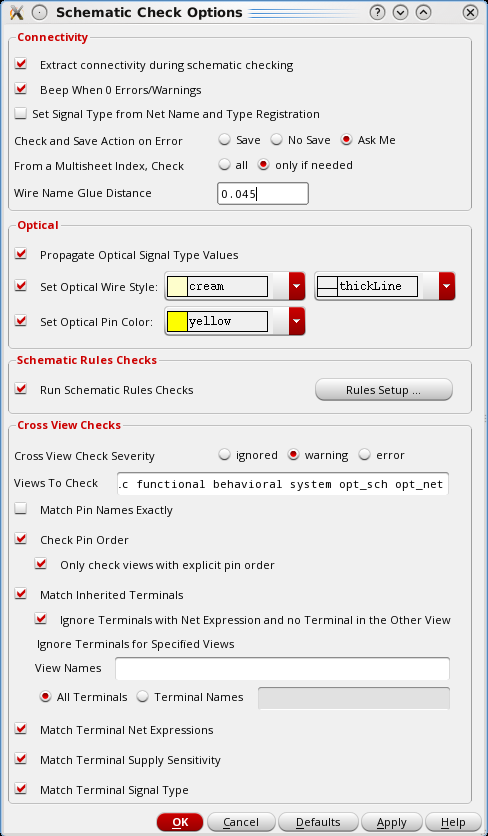 Schematic Check Options
Connectivity
Extract connectivity during schematic checking
Beep When 0 Errors/Warnings
Set Signal Type from Net Name and Type Registration
Check and Save Action on Error Save No Save Ask Me
From a Multisheet Index, Check all only if needed
Wire Name Glue Distance 0.045
Optical
Propagate Optical Signal Type Values
Set Optical Wire Style: cream thickLine
Set Optical Pin Color: yellow
Schematic Rules Checks
Run Schematic Rules Checks Rules Setup ...
Cross View Checks
Cross View Check Severity ignored warning error
Views To Check .c functional behavioral system opt_sch opt_net
Match Pin Names Exactly
Check Pin Order
Only check views with explicit pin order
Match Inherited Terminals
Ignore Terminals with Net Expression and no Terminal in the Other View
Ignore Terminals for Specified Views
View Names
All Terminals Terminal Names
Match Terminal Net Expressions
Match Terminal Supply Sensitivity
Match Terminal Signal Type
OK Cancel Defaults Apply Help